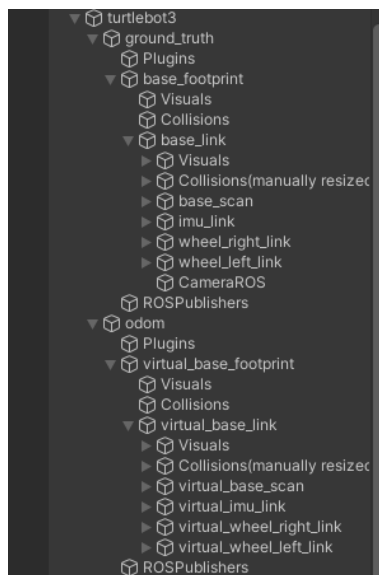 turtlebot3
ground_truth
Plugins
base_footprint
Visuals
Collisions
base_link
Visuals
Collisions(manually resized
base_scan
imu_link
wheel_right_link
wheel_left_link
CameraROS
ROSPublishers
odom
Plugins
virtual_base_footprint
Visuals
Collisions
virtual_base_link
Visuals
Collisions(manually resized
virtual_base_scan
virtual_imu_link
virtual_wheel_right_link
virtual_wheel_left_link
ROSPublishers